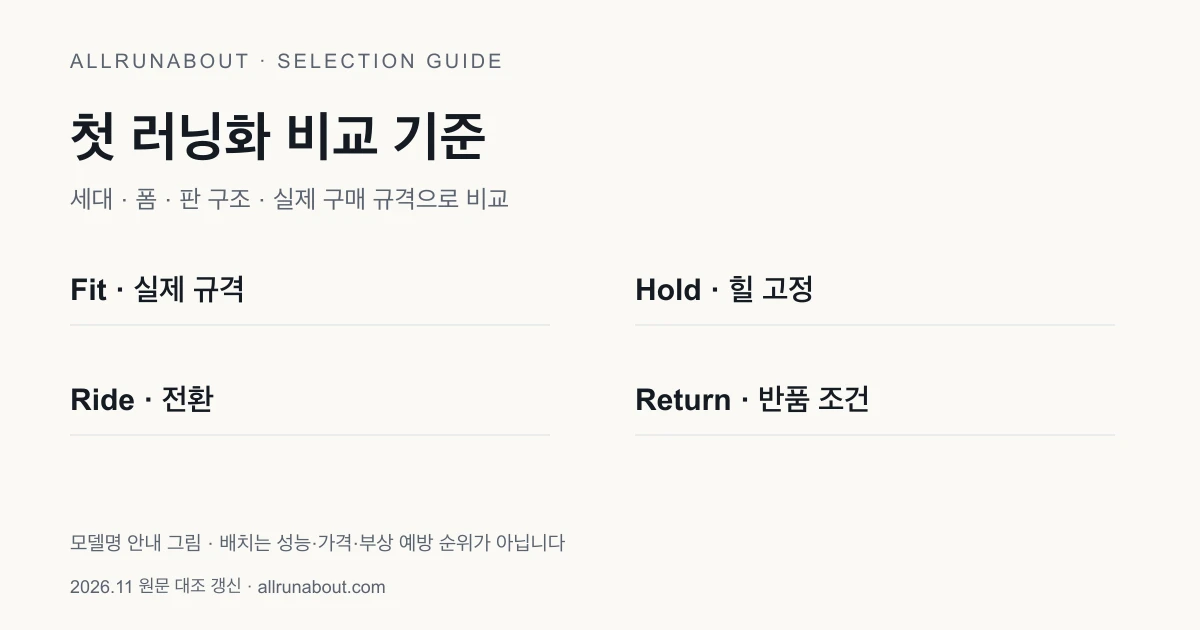 ALLRUNABOUT · SELECTION GUIDE
첫 러닝화 비교 기준
세대 · 폼 · 판 구조 · 실제 구매 규격으로 비교
Fit · 실제 규격
Hold · 힐 고정
Ride · 전환
Return · 반품 조건
모델명 안내 그림 · 배치는 성능·가격·부상 예방 순위가 아닙니다
2026.11 원문 대조 갱신 · allrunabout.com